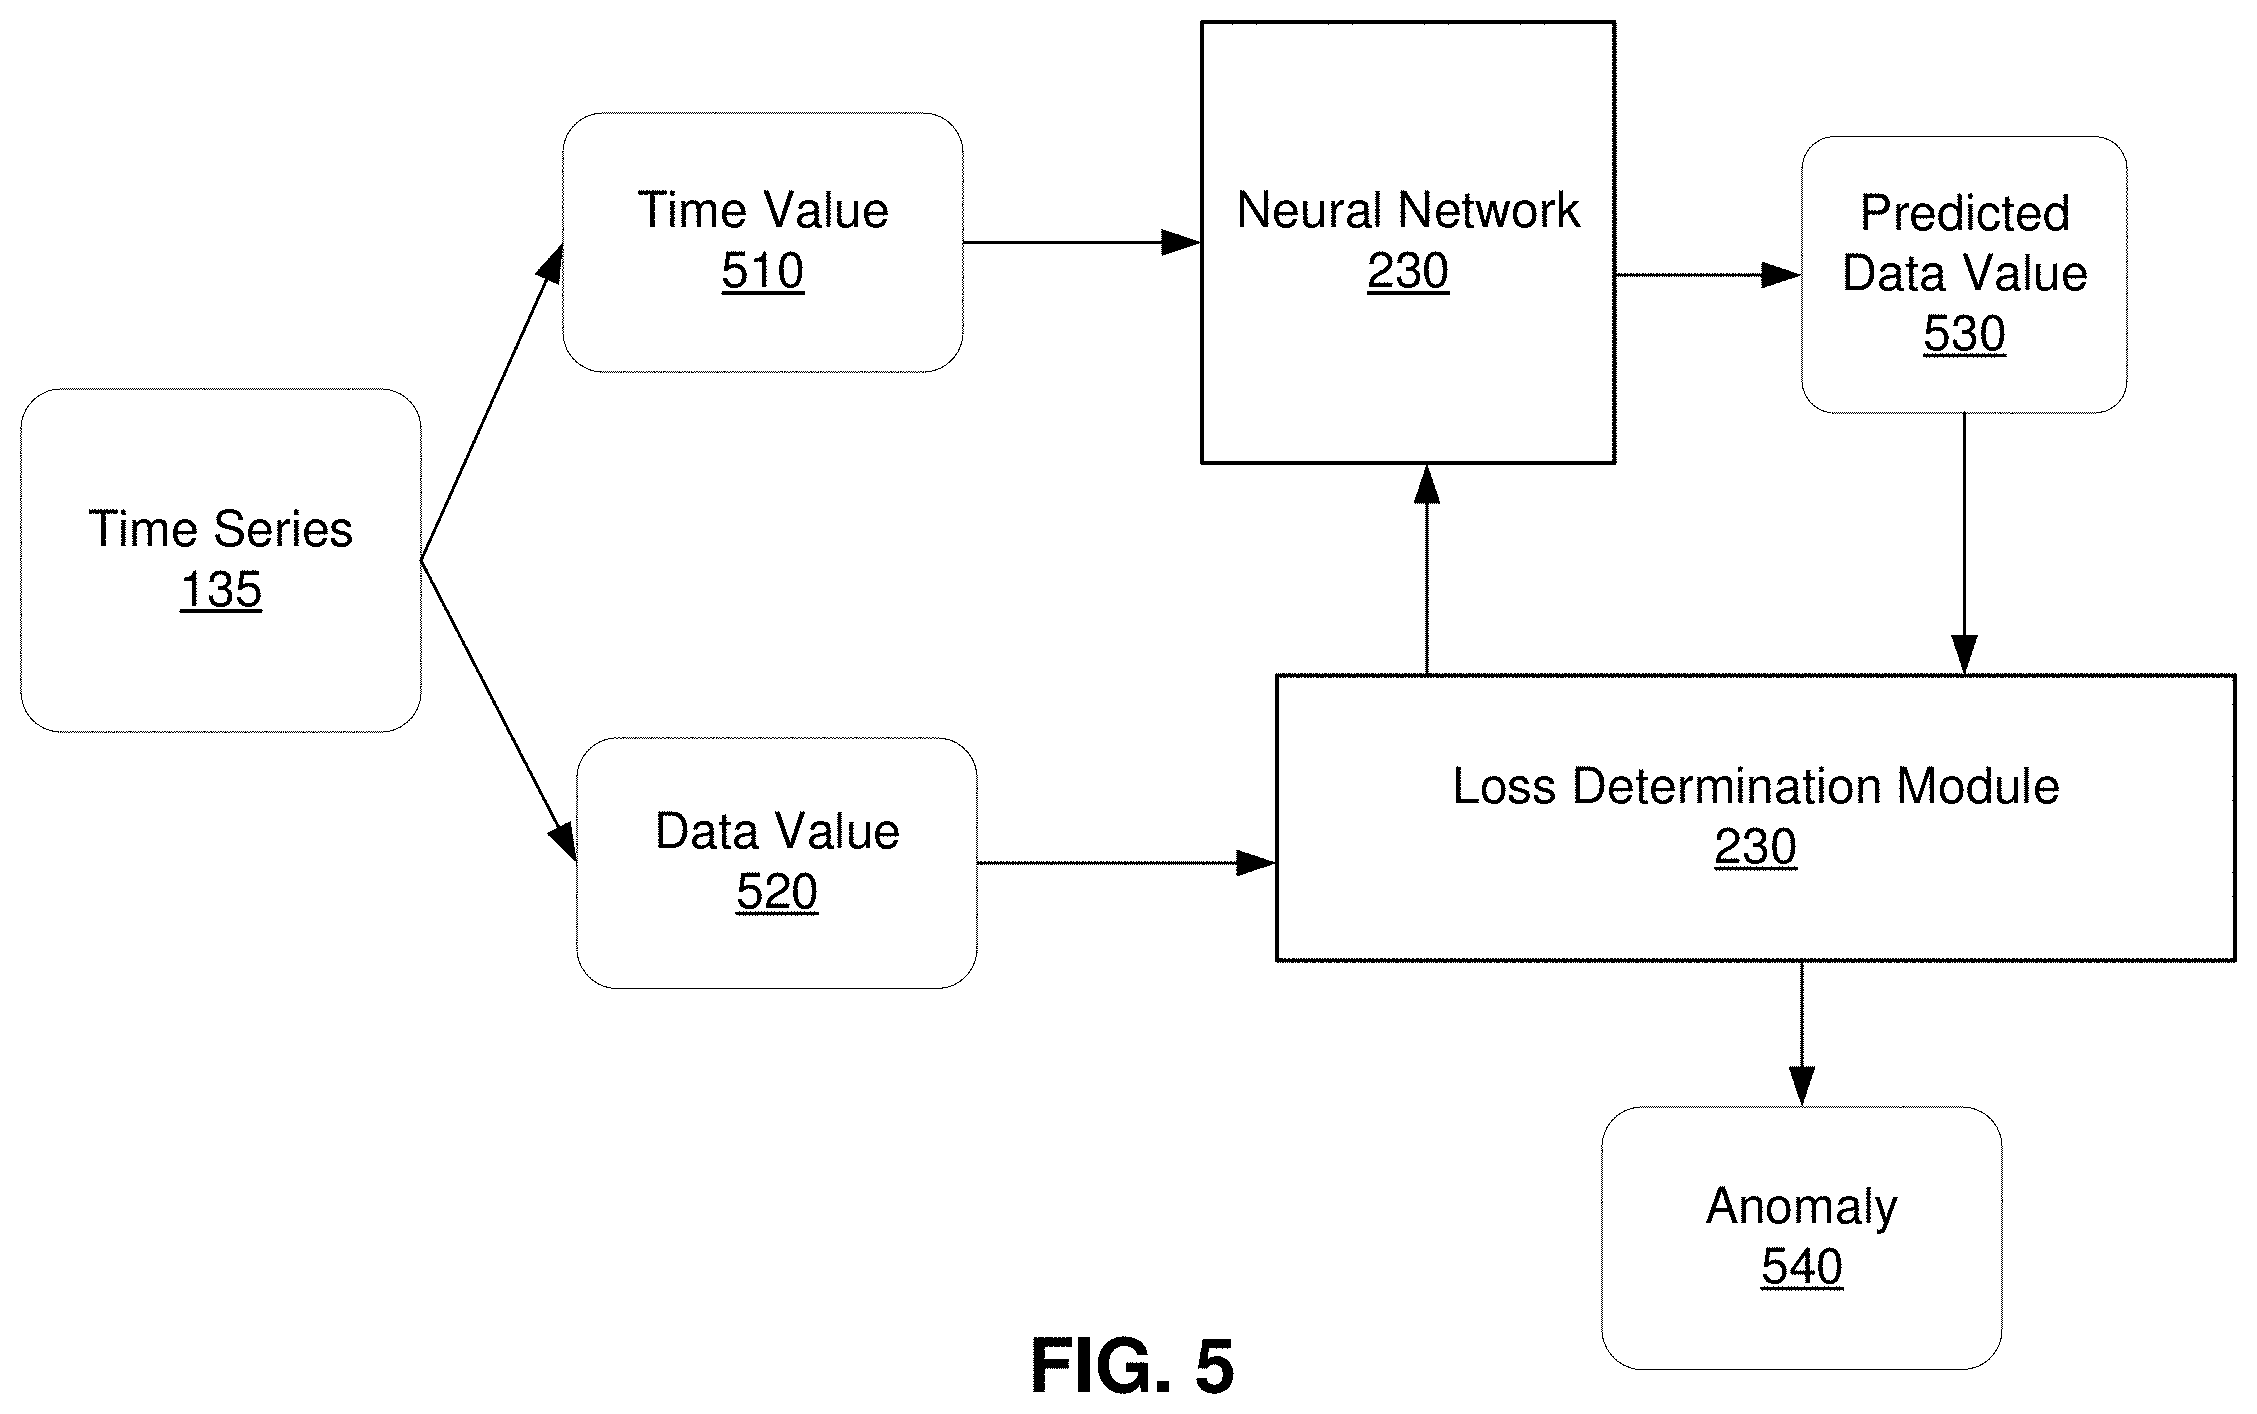 Time Series
135
Time Value
510
Data Value
520
Neural Network
230
Predicted
Data Value
530
Loss Determination Module
230
Anomaly
540
FIG. 5